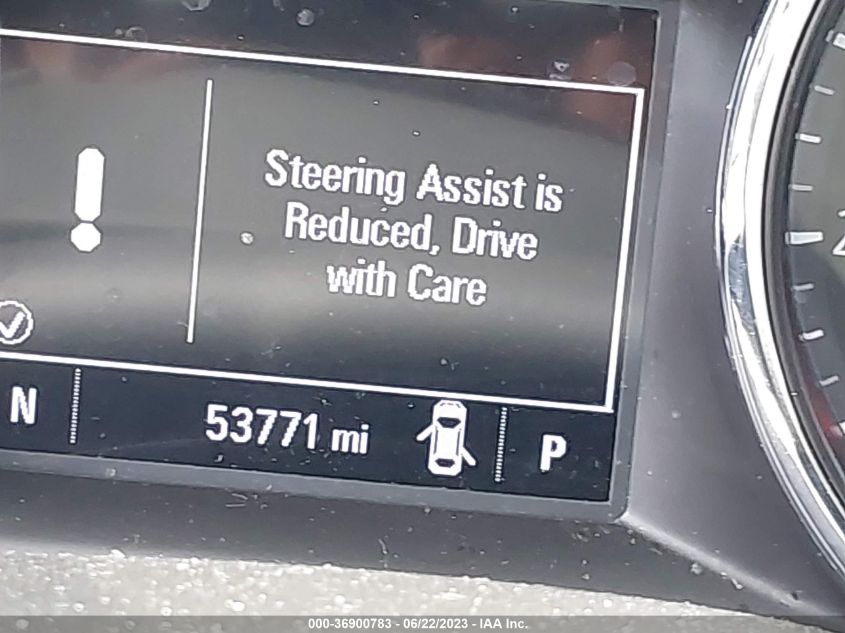 Steering Assist is
Reduced, Drive
with Care
N
53771 mi
P
000-36900783 - 06/22/2023 - IAA Inc.